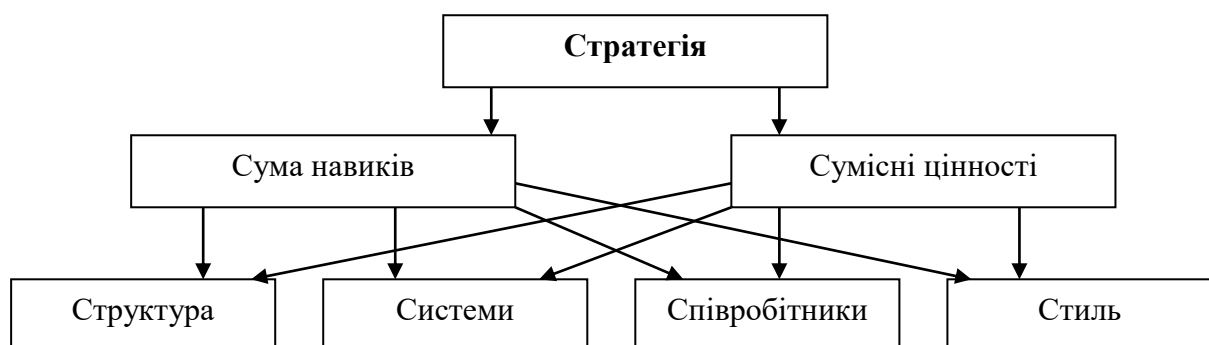 Стратегія
Сума навиків
Сумісні цінності
Структура
Системи
Співробітники
Стиль